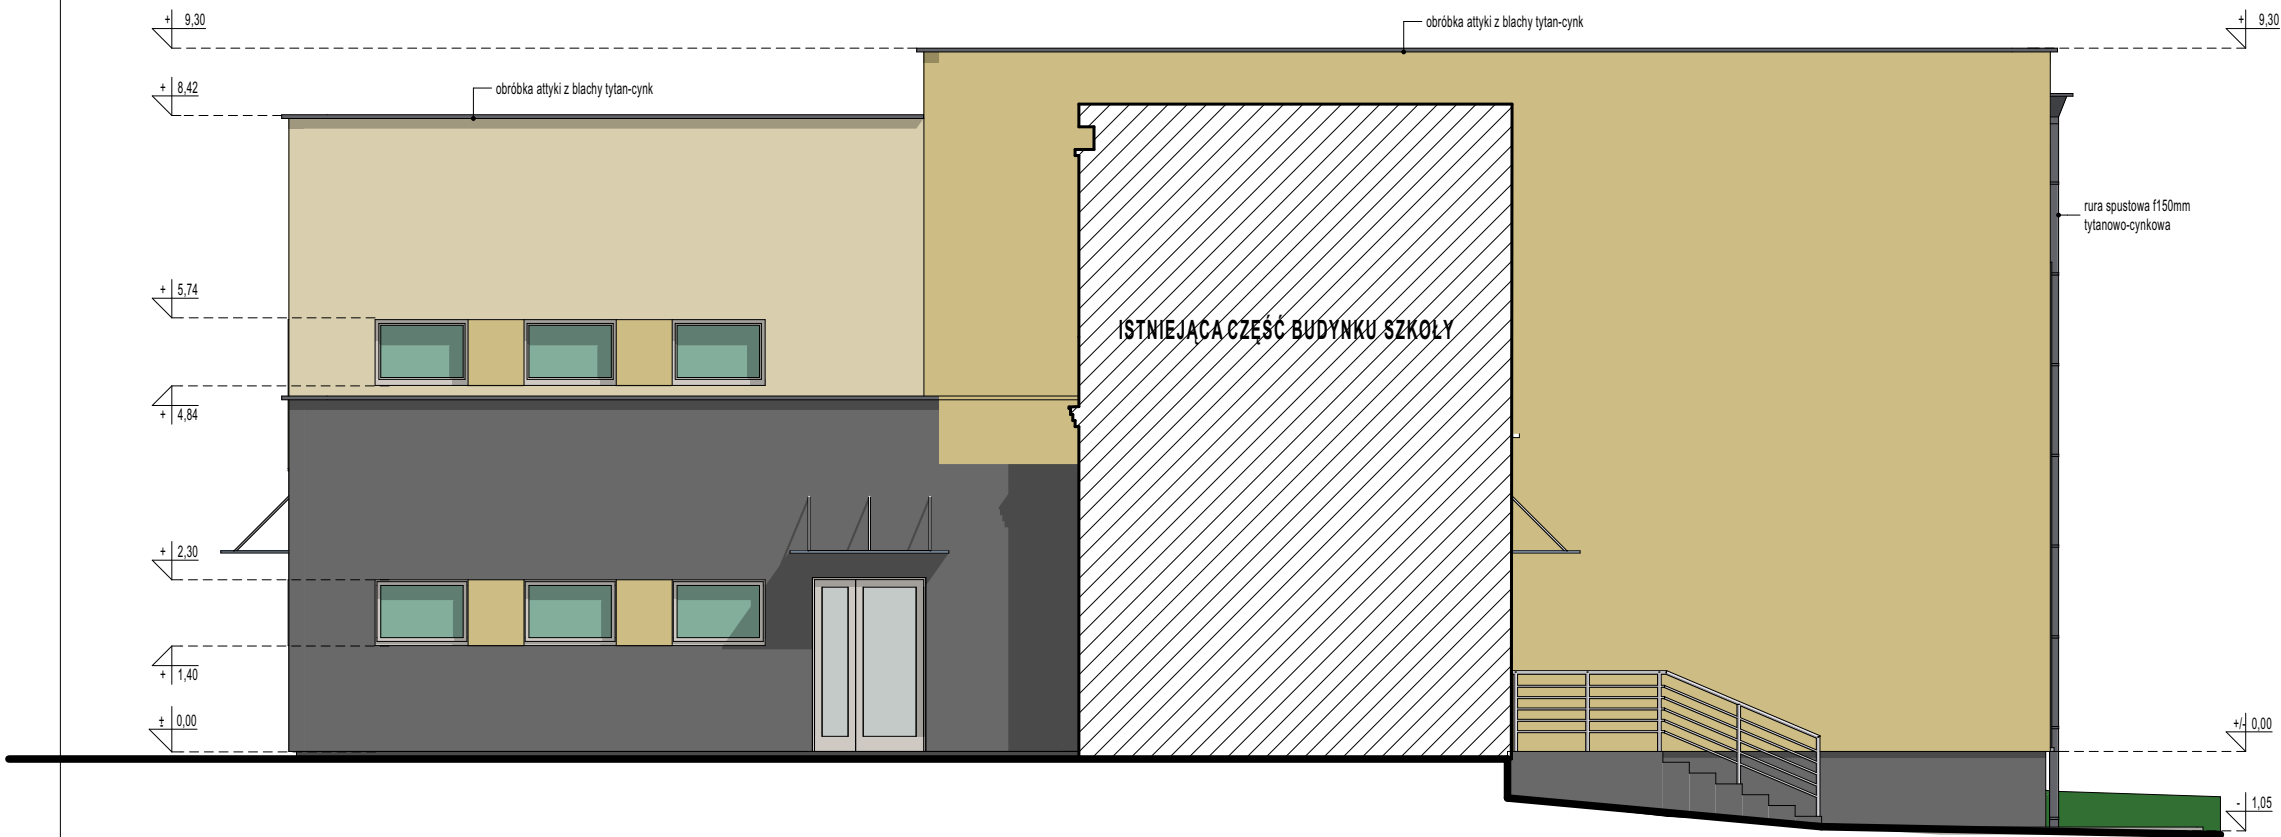 + 9,30
obróbka attyki z blachy tytan-cynk
+ 9,30
+ 8,42
obróbka attyki z blachy tytan-cynk
rura spustowa f150mm
tytanowo-cynkowa
+ 5,74
ISTNIEJĄCA CZĘŚĆ BUDYNKU SZKOŁY
+ 4,84
+ 2,30
+ 1,40
± 0,00
+/- 0,00
- 1,05